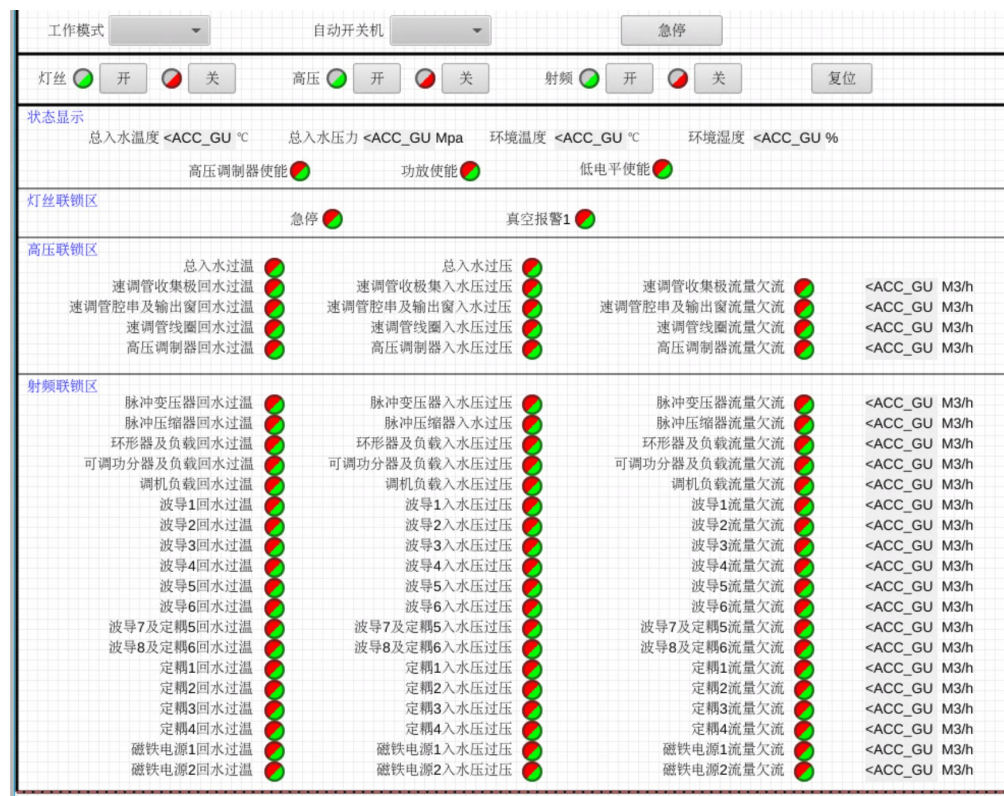 工作模式 自动开关机 急停
灯丝 开 关 高压 开 关 射频 开 关 复位
状态显示
总入水温度 <ACC_GU ℃ 总入水压力 <ACC_GU Mpa 环境温度 <ACC_GU ℃ 环境湿度 <ACC_GU %
高压调制器使能 功放使能 低电平使能
灯丝联锁区
急停 真空报警1
高压联锁区
总入水过温 总入水过压
速调管收集极回水过温 速调管收极集入水压过压 速调管收集极流量欠流 <ACC_GU M3/h
速调管腔串及输出窗回水过温 速调管腔串及输出窗入水过压 速调管腔串及输出窗流量欠流 <ACC_GU M3/h
速调管线圈回水过温 速调管线圈入水压过压 速调管线圈流量欠流 <ACC_GU M3/h
高压调制器回水过温 高压调制器入水压过压 高压调制器流量欠流 <ACC_GU M3/h
射频联锁区
脉冲变压器回水过温 脉冲变压器入水压过压 脉冲变压器流量欠流 <ACC_GU M3/h
脉冲压缩器回水过温 脉冲压缩器入水过压 脉冲压缩器流量欠流 <ACC_GU M3/h
环形器及负载回水过温 环形器及负载入水压过压 环形器及负载流量欠流 <ACC_GU M3/h
可调功分器及负载回水过温 可调功分器及负载入水压过压 可调功分器及负载流量欠流 <ACC_GU M3/h
调机负载回水过温 调机负载入水压过压 调机负载流量欠流 <ACC_GU M3/h
波导1回水过温 波导1入水压过压 波导1流量欠流 <ACC_GU M3/h
波导2回水过温 波导2入水压过压 波导2流量欠流 <ACC_GU M3/h
波导3回水过温 波导3入水压过压 波导3流量欠流 <ACC_GU M3/h
波导4回水过温 波导4入水压过压 波导4流量欠流 <ACC_GU M3/h
波导5回水过温 波导5入水压过压 波导5流量欠流 <ACC_GU M3/h
波导6回水过温 波导6入水压过压 波导6流量欠流 <ACC_GU M3/h
波导7及定耦5回水过温 波导7及定耦5入水压过压 波导7及定耦5流量欠流 <ACC_GU M3/h
波导8及定耦6回水过温 波导8及定耦6入水压过压 波导8及定耦6流量欠流 <ACC_GU M3/h
定耦1回水过温 定耦1入水压过压 定耦1流量欠流 <ACC_GU M3/h
定耦2回水过温 定耦2入水压过压 定耦2流量欠流 <ACC_GU M3/h
定耦3回水过温 定耦3入水压过压 定耦3流量欠流 <ACC_GU M3/h
定耦4回水过温 定耦4入水压过压 定耦4流量欠流 <ACC_GU M3/h
磁铁电源1回水过温 磁铁电源1入水压过压 磁铁电源1流量欠流 <ACC_GU M3/h
磁铁电源2回水过温 磁铁电源2入水压过压 磁铁电源2流量欠流 <ACC_GU M3/h